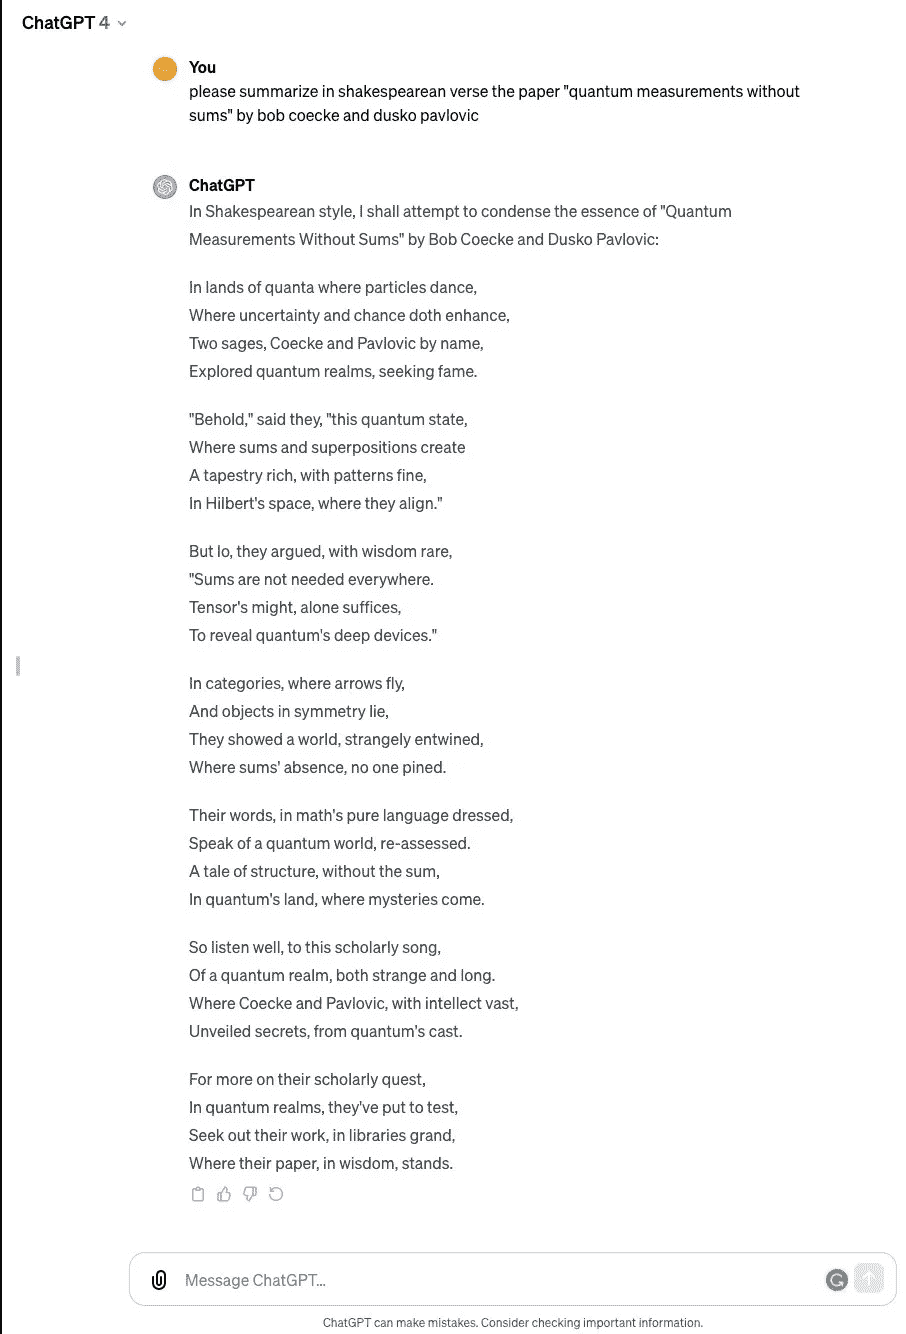 ChatGPT 4
You
please summarize in shakespearean verse the paper "quantum measurements without
sums" by bob coecke and dusko pavlovic
ChatGPT
In Shakespearean style, I shall attempt to condense the essence of "Quantum
Measurements Without Sums" by Bob Coecke and Dusko Pavlovic:
In lands of quanta where particles dance,
Where uncertainty and chance doth enhance,
Two sages, Coecke and Pavlovic by name,
Explored quantum realms, seeking fame.
"Behold," said they, "this quantum state,
Where sums and superpositions create
A tapestry rich, with patterns fine,
In Hilbert's space, where they align."
But lo, they argued, with wisdom rare,
"Sums are not needed everywhere.
Tensor's might, alone suffices,
To reveal quantum's deep devices."
In categories, where arrows fly,
And objects in symmetry lie,
They showed a world, strangely entwined,
Where sums' absence, no one pined.
Their words, in math's pure language dressed,
Speak of a quantum world, re-assessed.
A tale of structure, without the sum,
In quantum's land, where mysteries come.
So listen well, to this scholarly song,
Of a quantum realm, both strange and long.
Where Coecke and Pavlovic, with intellect vast,
Unveiled secrets, from quantum's cast.
For more on their scholarly quest,
In quantum realms, they've put to test,
Seek out their work, in libraries grand,
Where their paper, in wisdom, stands.
Message ChatGPT...
ChatGPT can make mistakes. Consider checking important information.